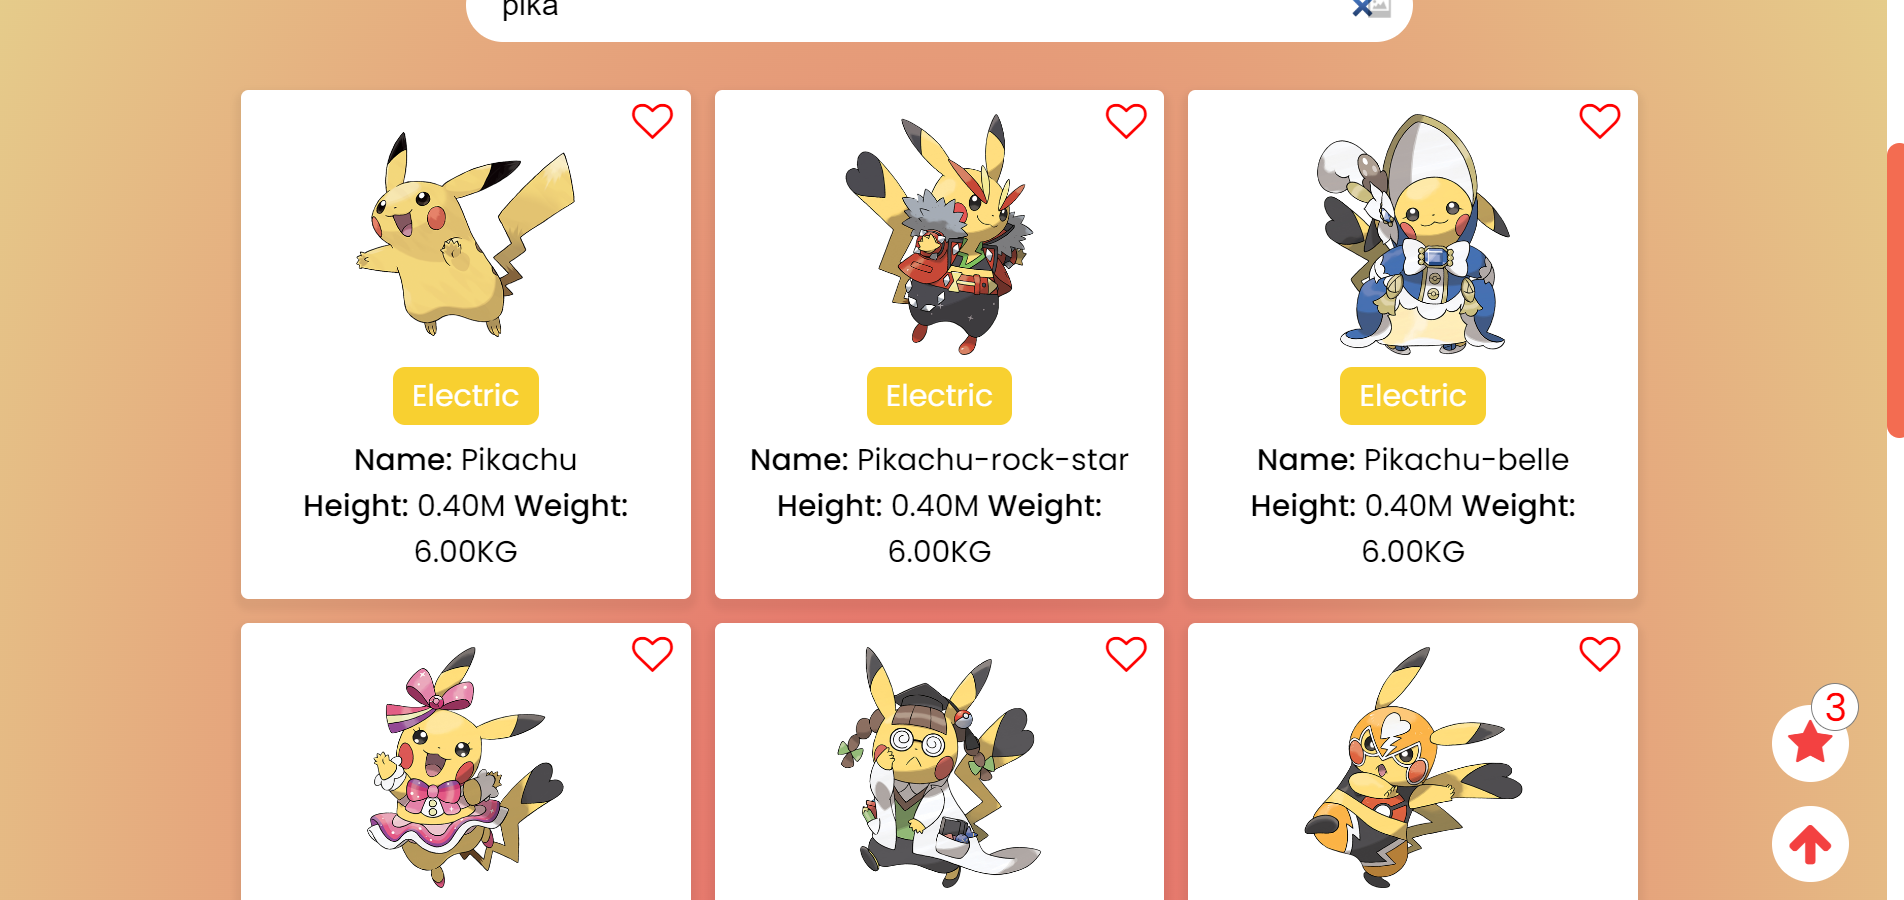 pika
Electric
Name: Pikachu
Height: 0.40M Weight:
6.00KG
Electric
Name: Pikachu-rock-star
Height: 0.40M Weight:
6.00KG
Electric
Name: Pikachu-belle
Height: 0.40M Weight:
6.00KG
3